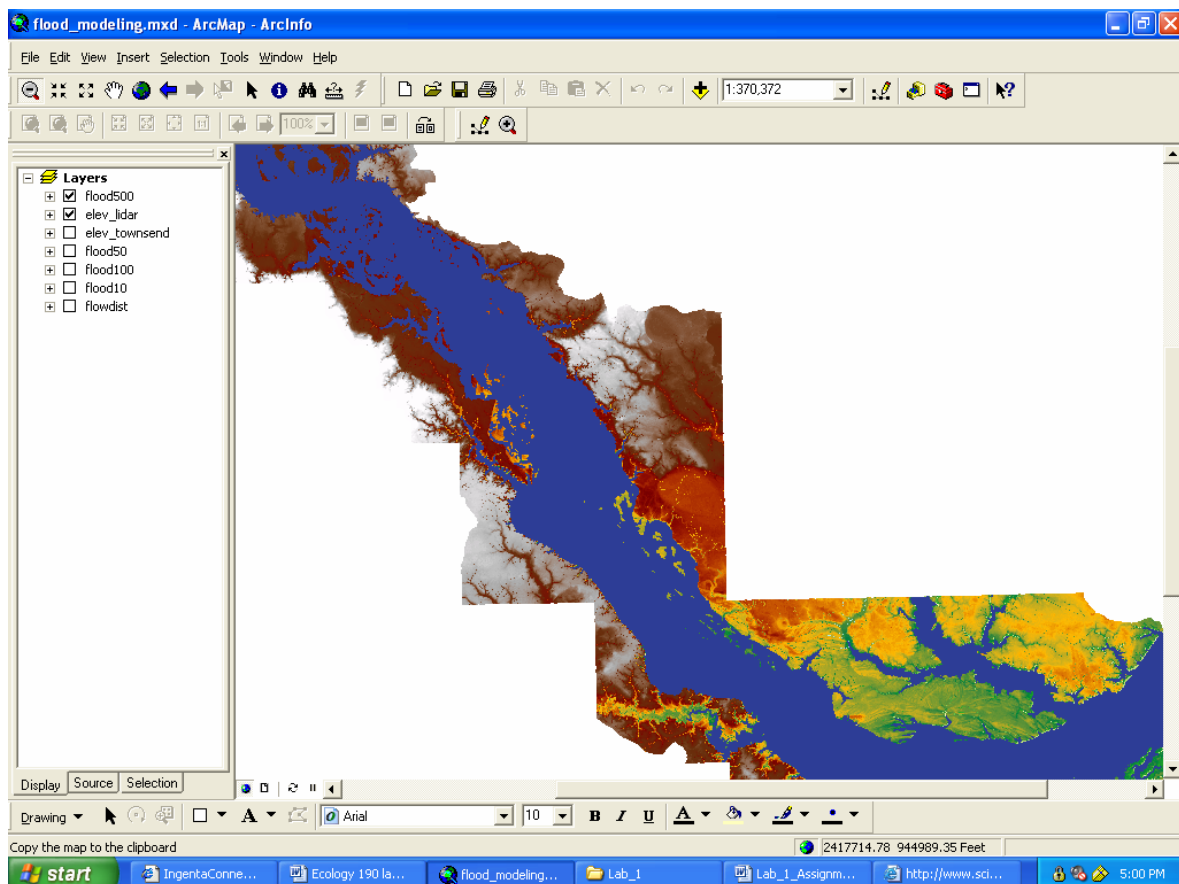 flood_modeling.mxd - ArcMap - ArcInfo
File Edit View Insert Selection Tools Window Help
1:370,372
100%
Layers
flood500
elev_lidar
elev_townsend
flood50
flood100
flood10
flowdist
Display Source Selection
Drawing A Arial 10 B I U A
Copy the map to the clipboard
2417714.78 944989.35 Feet
start IngentaConne... Ecology 190 la... flood_modeling... Lab_1 Lab_1_Assignm... http://www.sci... 5:00 PM